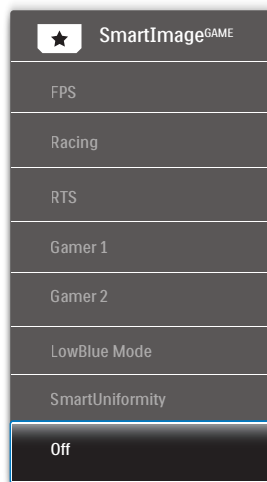 SmartImageGAME
FPS
Racing
RTS
Gamer 1
Gamer 2
LowBlue Mode
SmartUniformity
Off